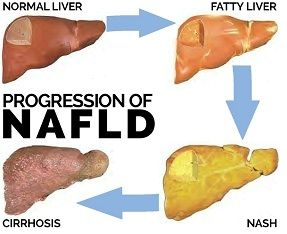 NORMAL LIVER
FATTY LIVER
PROGRESSION OF
NAFLD
CIRRHOSIS
NASH